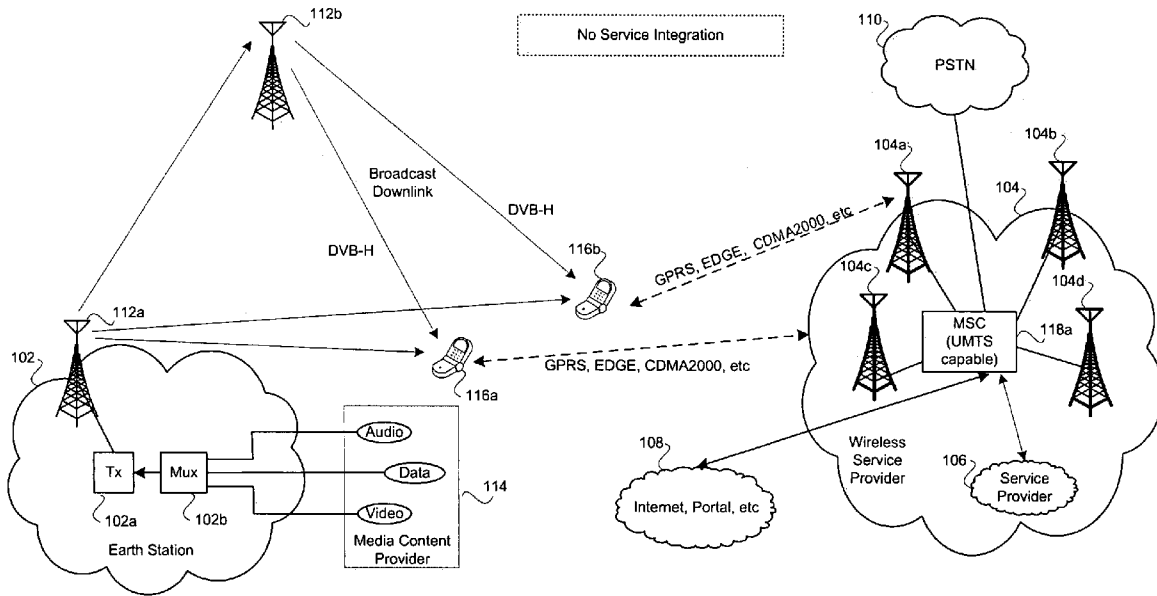 112b
No Service Integration
110
PSTN
104a
104b
104
Broadcast
Downlink
DVB-H
DVB-H
116b
GPRS, EDGE, CDMA2000, etc
104c
104d
112a
MSC
(UMTS
capable)
118a
102
116a
GPRS, EDGE, CDMA2000, etc
Audio
Data
Video
114
Tx
Mux
102a
102b
Media Content
Provider
Earth Station
108
Internet, Portal, etc
Wireless
Service
Provider
106
Service
Provider